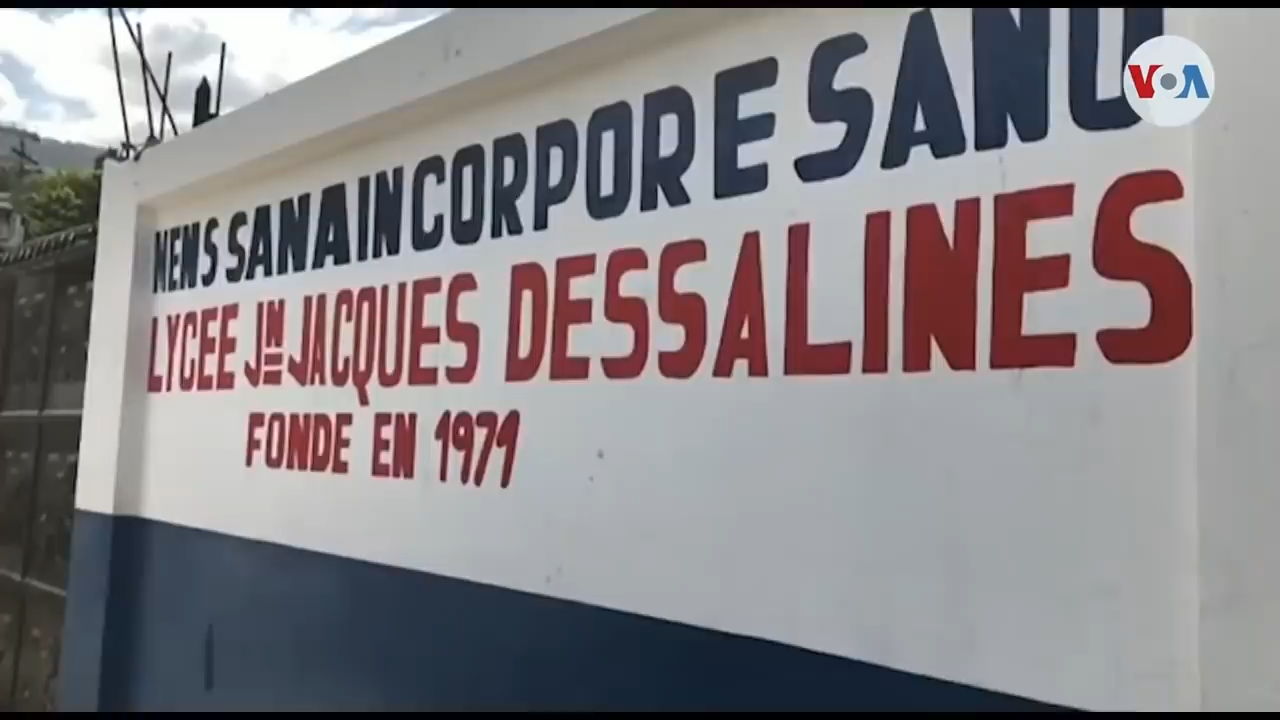 MENS SANA IN CORPORE SANO
LYCEE JN JACQUES DESSALINES
FONDE EN 1971
VOA